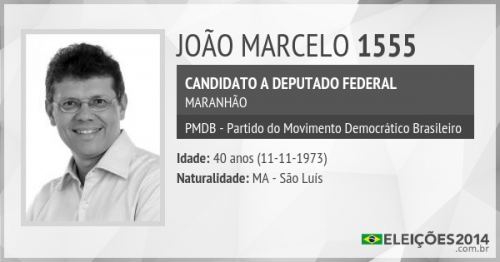 JOÃO MARCELO 1555
CANDIDATO A DEPUTADO FEDERAL
MARANHÃO
PMDB - Partido do Movimento Democrático Brasileiro
Idade: 40 anos (11-11-1973)
Naturalidade: MA - São Luís
ELEIÇÕES2014
.com.br